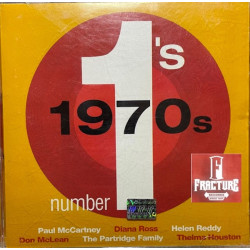 1's
1970s
number
Paul McCartney Diana Ross Helen Reddy
Don McLean The Partridge Family Thelma Houston
FRACTURE